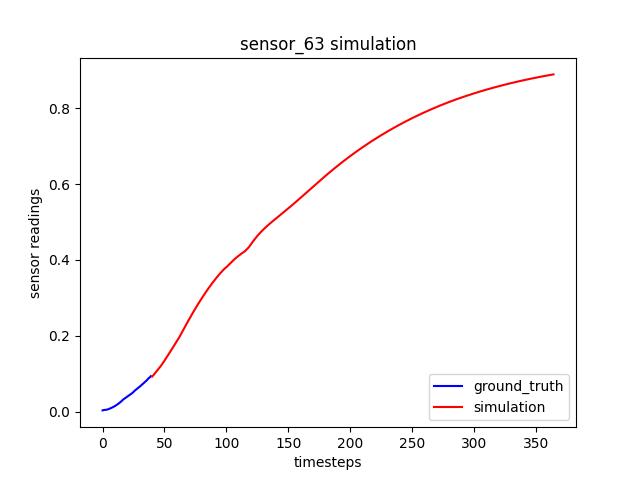 sensor_63 simulation
sensor readings
0.8
0.6
0.4
0.2
0.0
0 50 100 150 200 250 300 350
timesteps
ground_truth
simulation